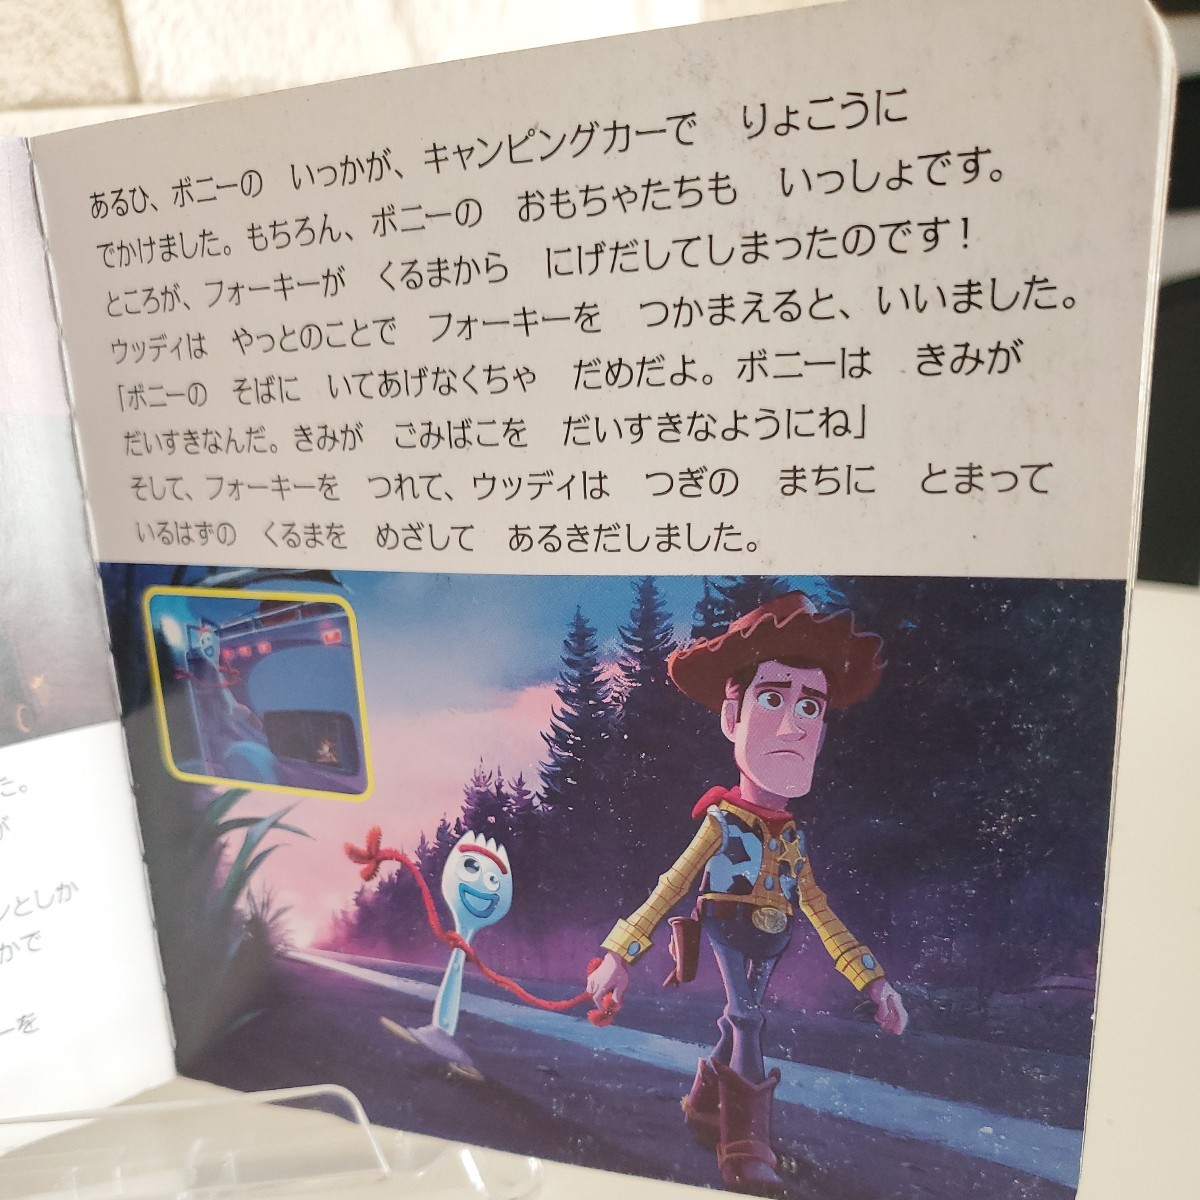 た。
が
ンとしか
かで
ーを
あるひ、ボニーの　いっかが、キャンピングカーで　りょこうに
でかけました。もちろん、ボニーの　おもちゃたちも　いっしょです。
ところが、フォーキーが　くるまから　にげだしてしまったのです！
ウッディは　やっとのことで　フォーキーを　つかまえると、いいました。
「ボニーの　そばに　いてあげなくちゃ　だめだよ。ボニーは　きみが
だいすきなんだ。きみが　ごみばこを　だいすきなようにね」
そして、フォーキーを　つれて、ウッディは　つぎの　まちに　とまって
いるはずの　くるまを　めざして　あるきだしました。